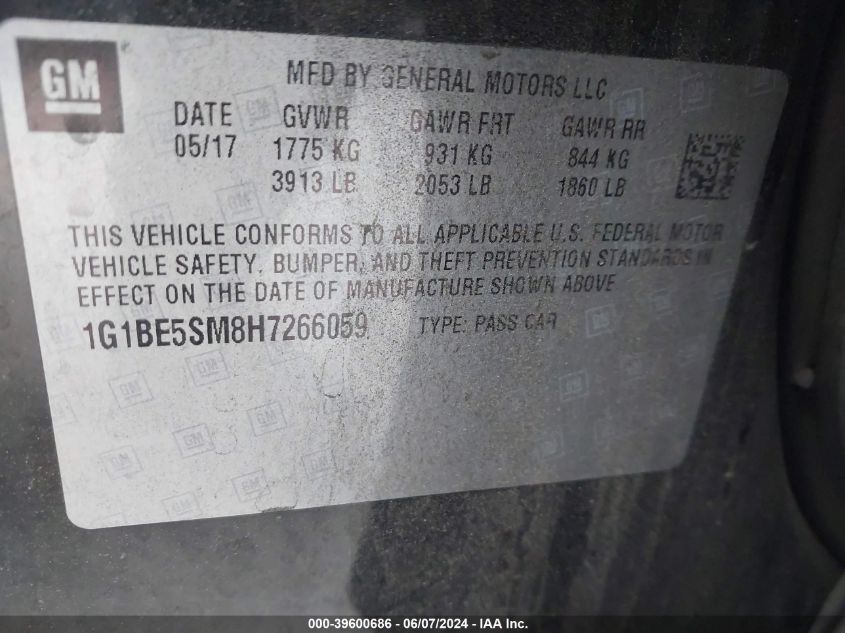 GM
MFD BY GENERAL MOTORS LLC
DATE GVWR GAWR FRT GAWR RR
05/17 1775 KG 931 KG 844 KG
3913 LB 2053 LB 1860 LB
THIS VEHICLE CONFORMS TO ALL APPLICABLE U.S. FEDERAL MOTOR
VEHICLE SAFETY, BUMPER, AND THEFT PREVENTION STANDARDS IN
EFFECT ON THE DATE OF MANUFACTURE SHOWN ABOVE
1G1BE5SM8H7266059 TYPE: PASS CAR
000-39600686 - 06/07/2024 - IAAI.COM.